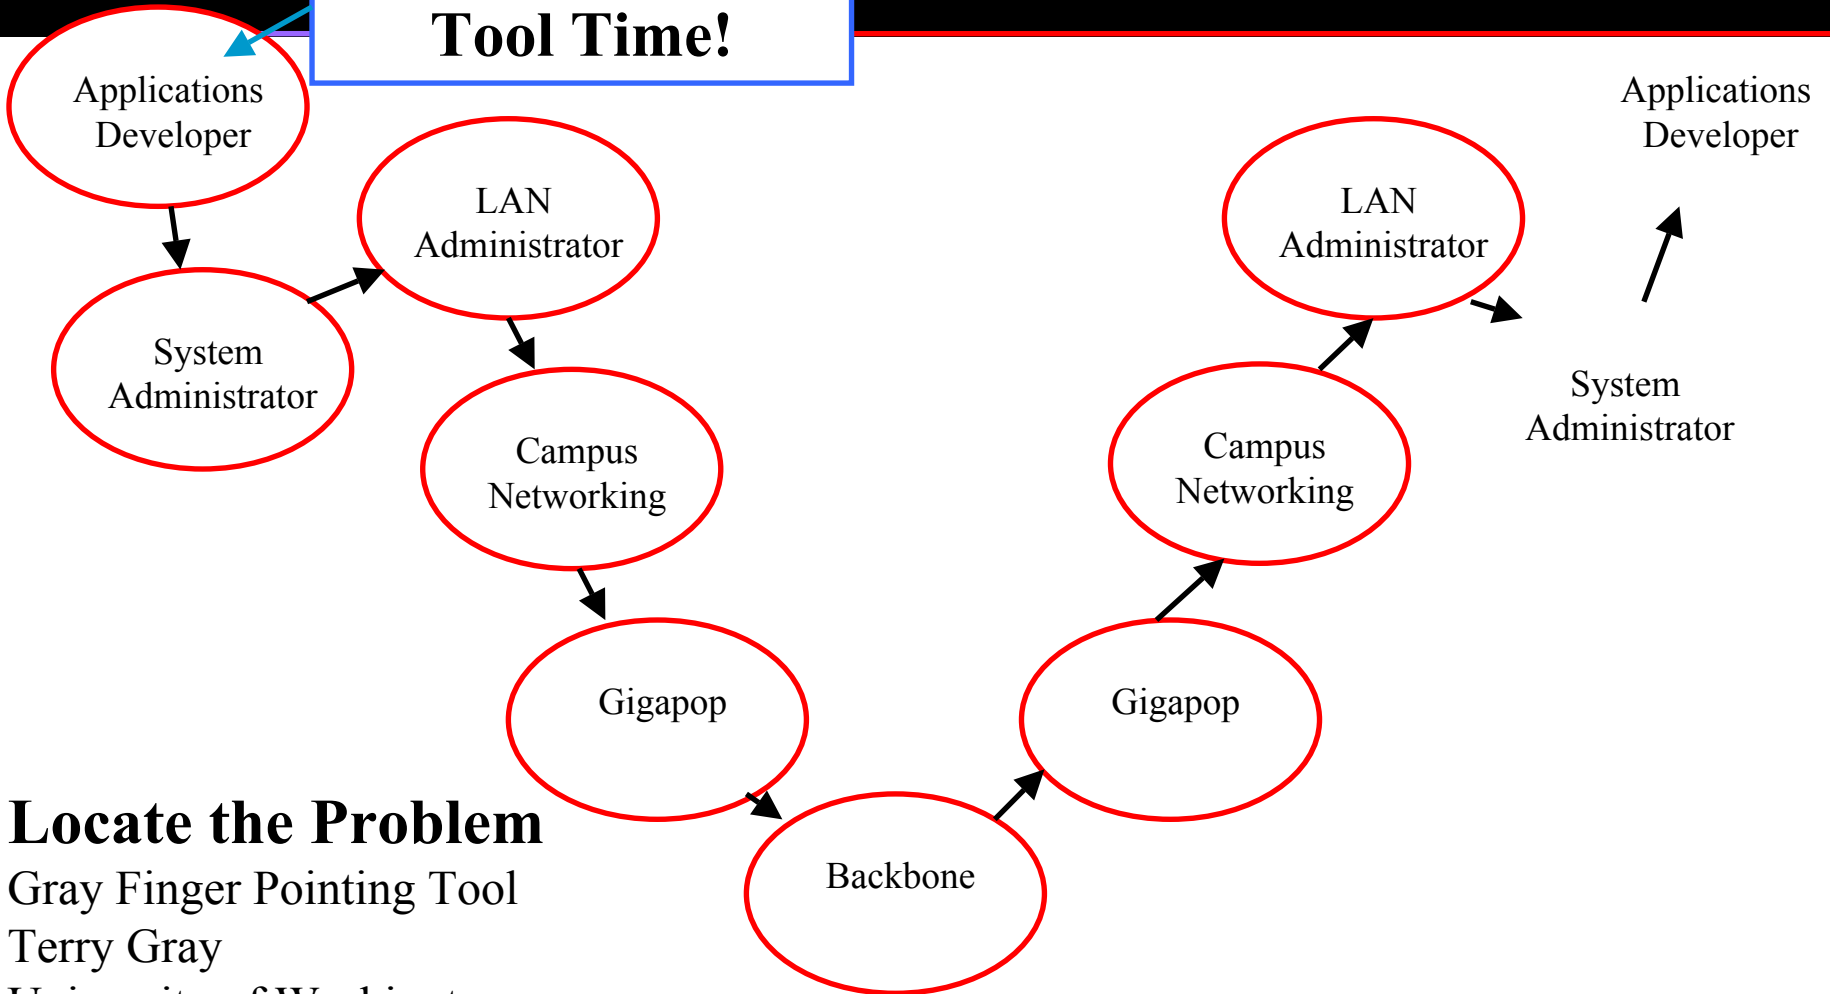 Tool Time!
Applications
Developer
System
Administrator
LAN
Administrator
Campus
Networking
Gigapop
Backbone
Gigapop
Campus
Networking
LAN
Administrator
System
Administrator
Applications
Developer
Locate the Problem
Gray Finger Pointing Tool
Terry Gray